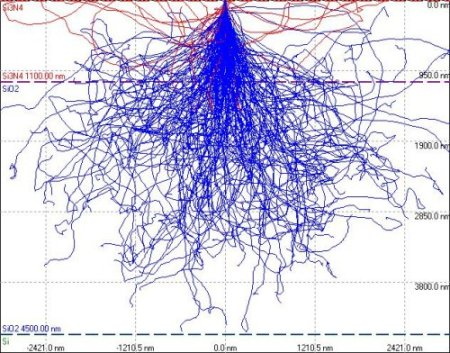 Si3N4
0.0 nm
950.0 nm
Si3N4 1100.00 nm
SiO2
1900.0 nm
2850.0 nm
3800.0 nm
SiO2 4500.00 nm
Si
-2421.0 nm
-1210.5 nm
0.0 nm
1210.5 nm
2421.0 nm